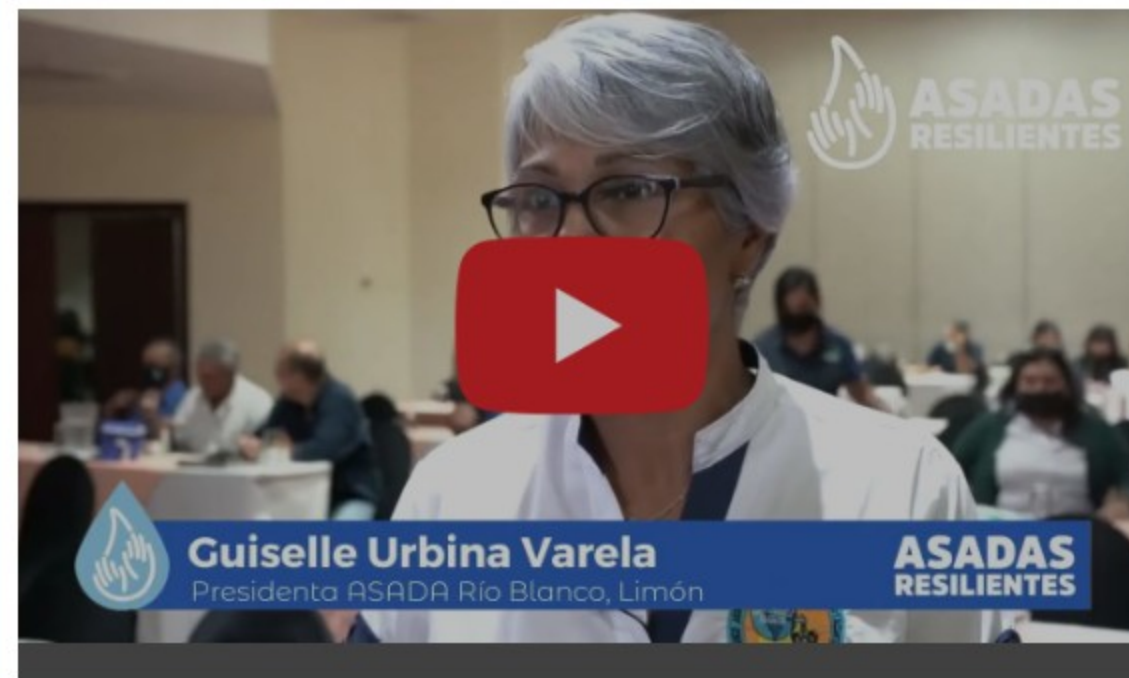 ASADAS
RESILIENTES
Guiselle Urbina Varela
Presidenta ASADA Río Blanco, Limón
ASADAS
RESILIENTES